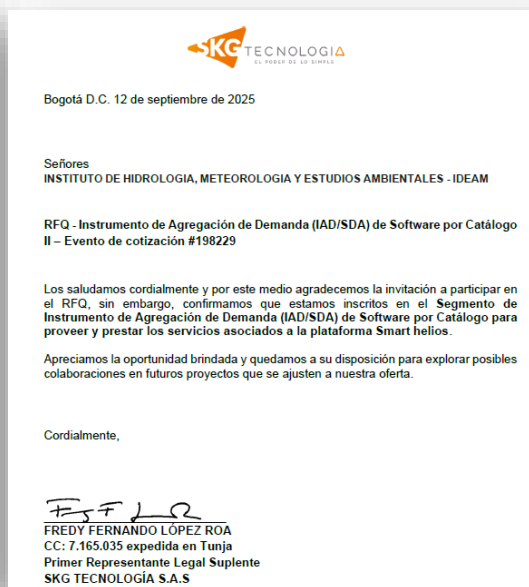 SKG TECNOLOGIA
EL PODER DE LO SIMPLE
Bogotá D.C. 12 de septiembre de 2025
Señores
INSTITUTO DE HIDROLOGIA, METEOROLOGIA Y ESTUDIOS AMBIENTALES - IDEAM
RFQ - Instrumento de Agregación de Demanda (IAD/SDA) de Software por Catálogo
II – Evento de cotización #198229
Los saludamos cordialmente y por este medio agradecemos la invitación a participar en
el RFQ, sin embargo, confirmamos que estamos inscritos en el Segmento de
Instrumento de Agregación de Demanda (IAD/SDA) de Software por Catálogo para
proveer y prestar los servicios asociados a la plataforma Smart helios.
Apreciamos la oportunidad brindada y quedamos a su disposición para explorar posibles
colaboraciones en futuros proyectos que se ajusten a nuestra oferta.
Cordialmente,
FREDY FERNANDO LÓPEZ ROA
CC: 7.165.035 expedida en Tunja
Primer Representante Legal Suplente
SKG TECNOLOGÍA S.A.S